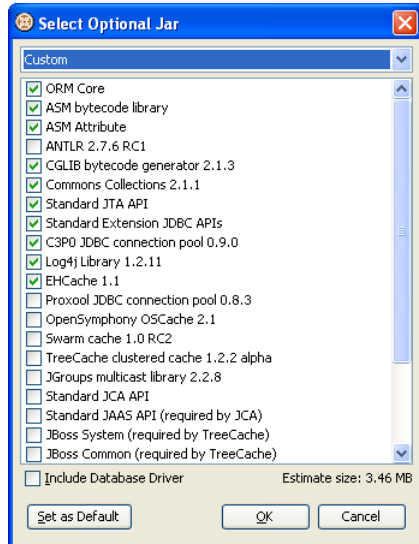 Select Optional Jar
Custom
ORM Core
ASM bytecode library
ASM Attribute
ANTLR 2.7.6 RC1
CGLIB bytecode generator 2.1.3
Commons Collections 2.1.1
Standard JTA API
Standard Extension JDBC APIs
C3P0 JDBC connection pool 0.9.0
Log4j Library 1.2.11
EHCache 1.1
Proxool JDBC connection pool 0.8.3
OpenSymphony OSCache 2.1
Swarm cache 1.0 RC2
TreeCache clustered cache 1.2.2 alpha
JGroups multicast library 2.2.8
Standard JCA API
Standard JAAS API (required by JCA)
JBoss System (required by TreeCache)
JBoss Common (required by TreeCache)
Include Database Driver Estimate size: 3.46 MB
Set as Default OK Cancel